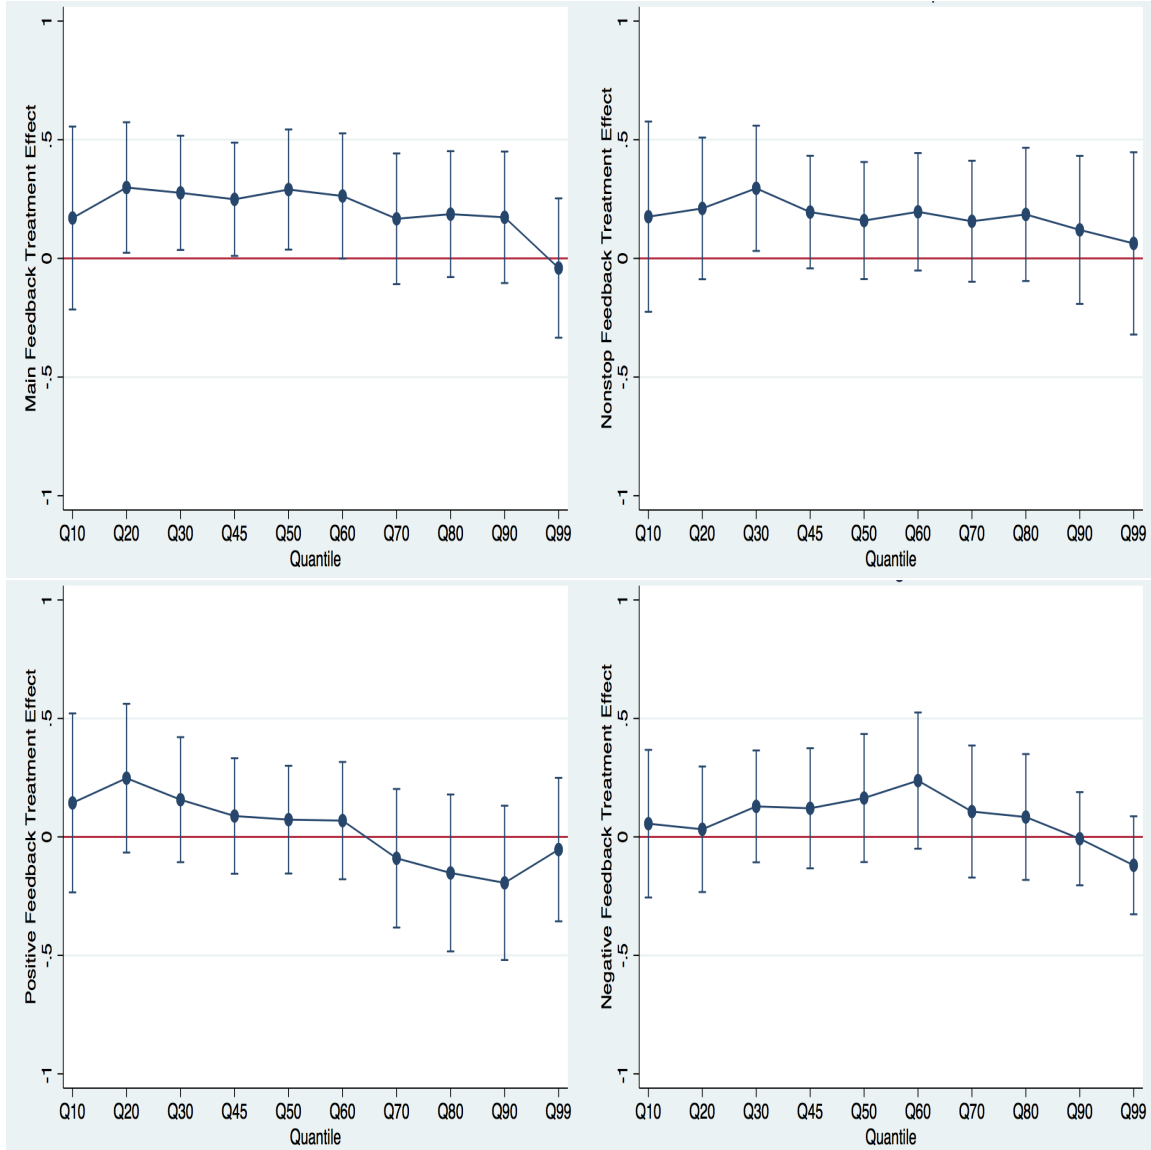 Main Feedback Treatment Effect
1
.5
0
-.5
-1
Q10 Q20 Q30 Q45 Q50 Q60 Q70 Q80 Q90 Q99
Quantile
Nonstop Feedback Treatment Effect
1
.5
0
-.5
-1
Q10 Q20 Q30 Q45 Q50 Q60 Q70 Q80 Q90 Q99
Quantile
Positive Feedback Treatment Effect
1
.5
0
-.5
-1
Q10 Q20 Q30 Q45 Q50 Q60 Q70 Q80 Q90 Q99
Quantile
Negative Feedback Treatment Effect
1
.5
0
-.5
-1
Q10 Q20 Q30 Q45 Q50 Q60 Q70 Q80 Q90 Q99
Quantile